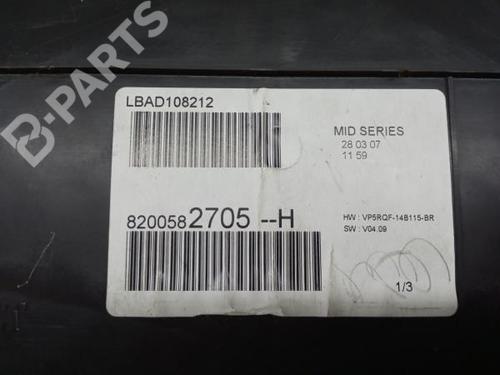 B-PARTS
LBAD108212
MID SERIES
28 03 07
11 59
8200582705 --H
HW : VP5RQF-14B115-BR
SW : V04.09
1/3
B-PARTS